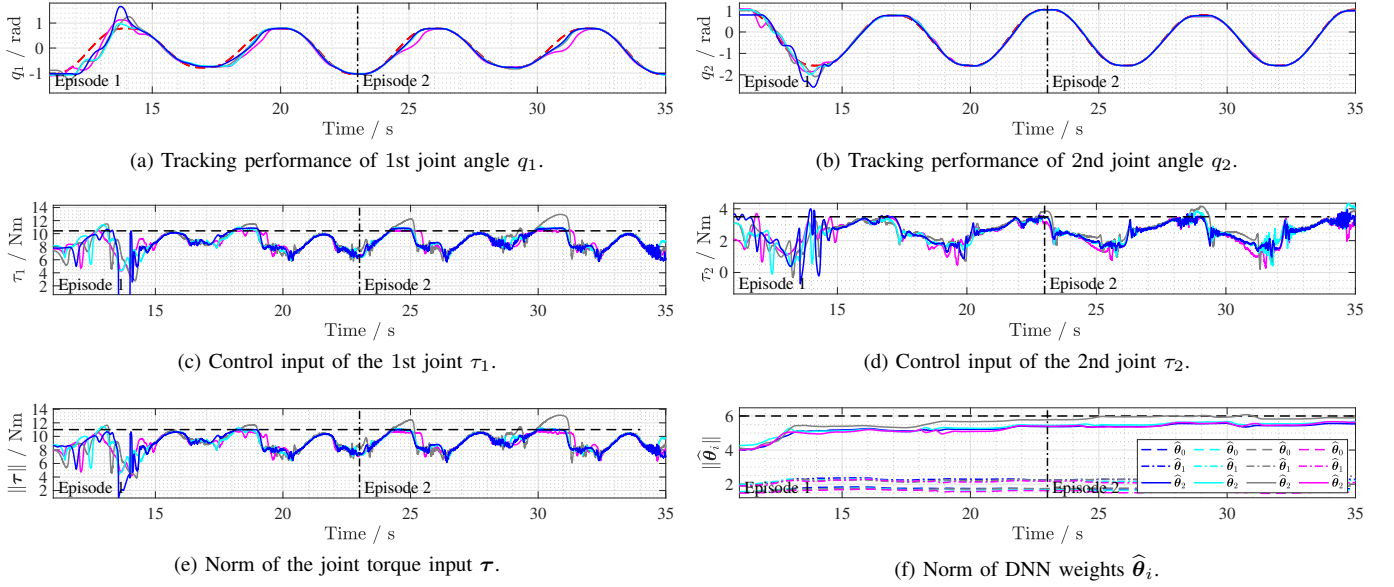 1
0
-1
q₁ / rad
Episode 1
Episode 2
15 20 25 30 35
Time / s
(a) Tracking performance of 1st joint angle q₁.
1
0
-1
-2
q₂ / rad
Episode 1
Episode 2
15 20 25 30 35
Time / s
(b) Tracking performance of 2nd joint angle q₂.
14
12
10
8
6
4
2
τ₁ / Nm
Episode 1
Episode 2
15 20 25 30 35
Time / s
(c) Control input of the 1st joint τ₁.
4
2
0
τ₂ / Nm
Episode 1
Episode 2
15 20 25 30 35
Time / s
(d) Control input of the 2nd joint τ₂.
14
12
10
8
6
4
2
||τ|| / Nm
Episode 1
Episode 2
15 20 25 30 35
Time / s
(e) Norm of the joint torque input τ.
6
4
2
||θ̂ᵢ||
Episode 1
Episode 2
θ̂₀ θ̂₀ θ̂₀ θ̂₀
θ̂₁ θ̂₁ θ̂₁ θ̂₁
θ̂₂ θ̂₂ θ̂₂ θ̂₂
15 20 25 30 35
Time / s
(f) Norm of DNN weights θ̂ᵢ.